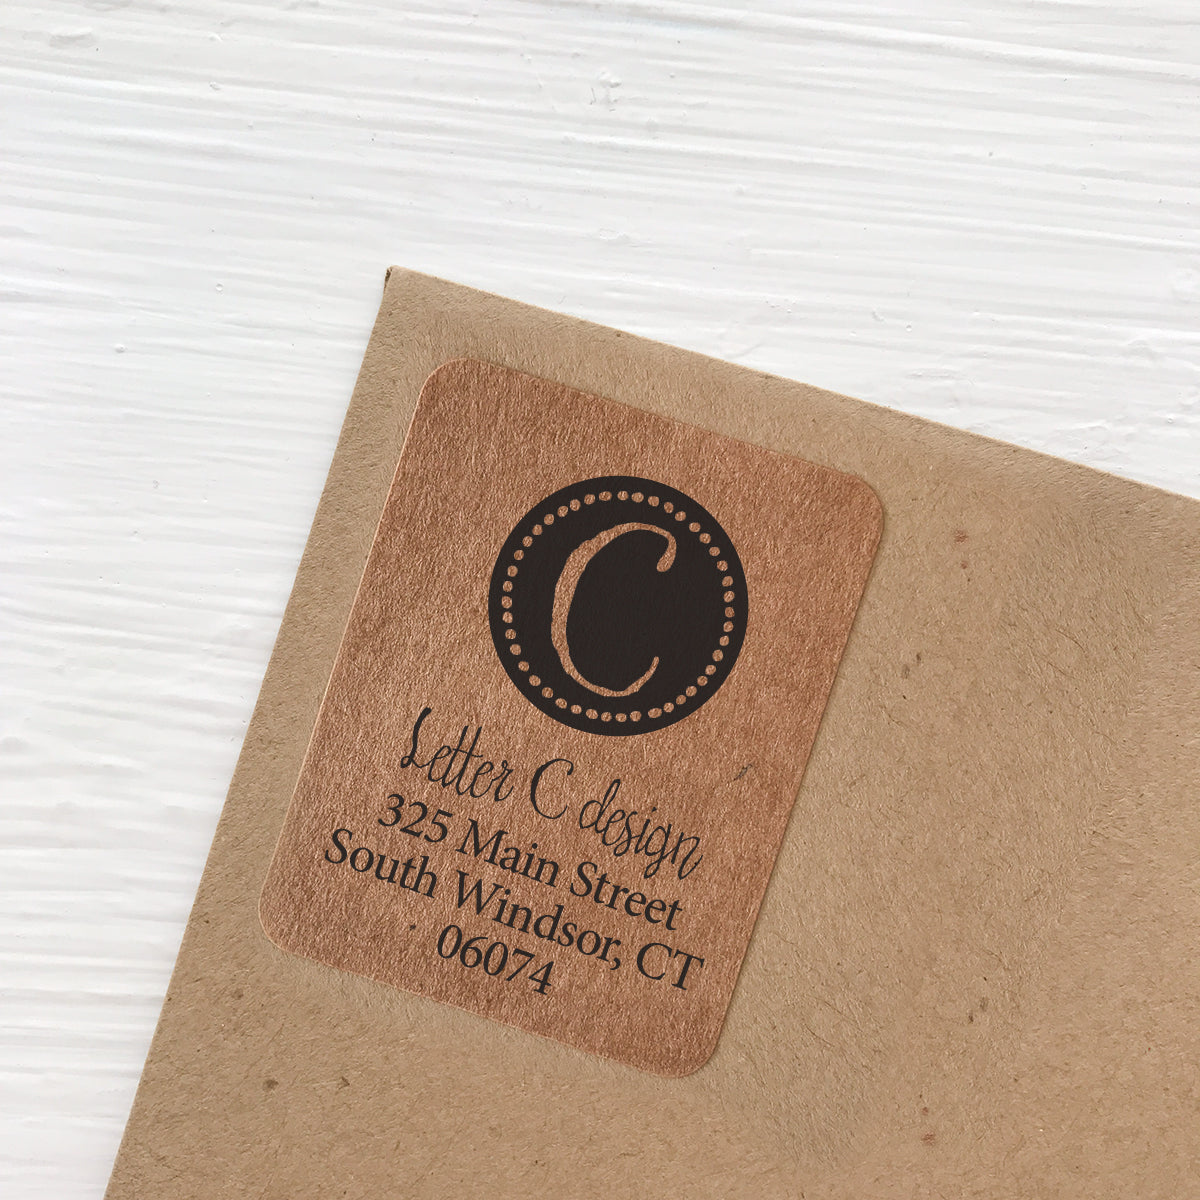 C
Letter C design
325 Main Street
South Windsor, CT
06074